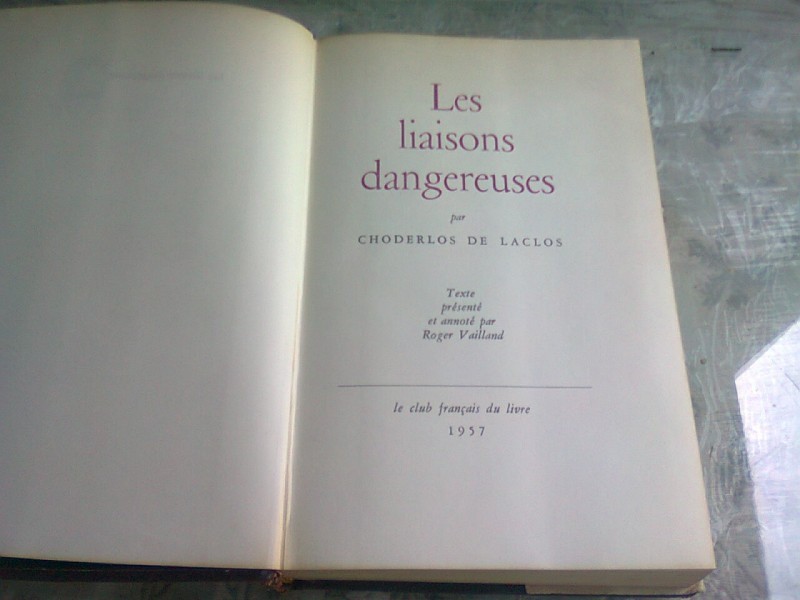 Les
liaisons
dangereuses
par
CHODERLOS DE LACLOS
Texte
présenté
et annoté par
Roger Vailland
le club français du livre
1957